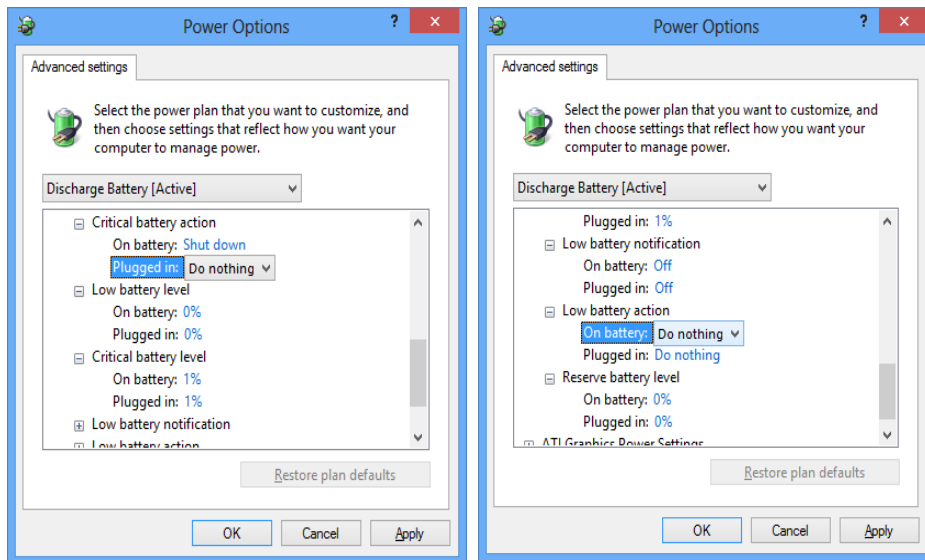 Power Options
?
x
Advanced settings
Select the power plan that you want to customize, and
then choose settings that reflect how you want your
computer to manage power.
Discharge Battery [Active]
Critical battery action
On battery: Shut down
Plugged in: Do nothing
Low battery level
On battery: 0%
Plugged in: 0%
Critical battery level
On battery: 1%
Plugged in: 1%
Low battery notification
Low battery action
Restore plan defaults
OK
Cancel
Apply
Power Options
?
x
Advanced settings
Select the power plan that you want to customize, and
then choose settings that reflect how you want your
computer to manage power.
Discharge Battery [Active]
Plugged in: 1%
Low battery notification
On battery: Off
Plugged in: Off
Low battery action
On battery: Do nothing
Plugged in: Do nothing
Reserve battery level
On battery: 0%
Plugged in: 0%
ATI Graphics Power Settings
Restore plan defaults
OK
Cancel
Apply